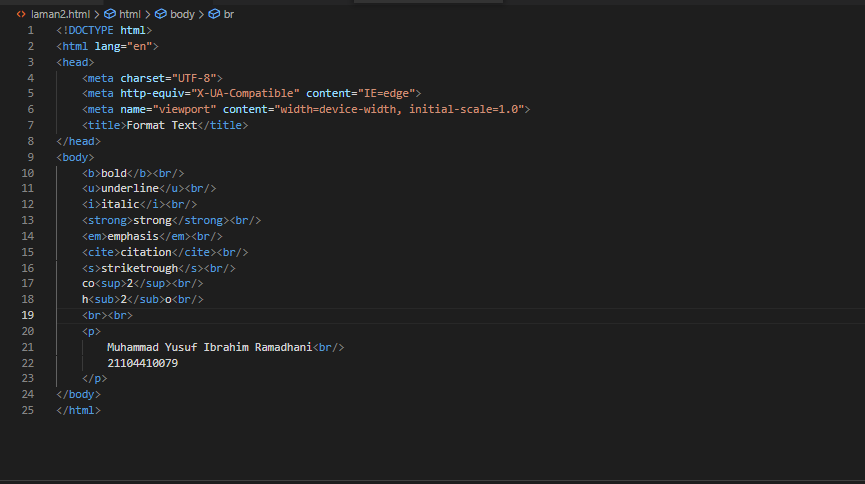 laman2.html > html > body > br
1 <!DOCTYPE html>
2 <html lang="en">
3 <head>
4 <meta charset="UTF-8">
5 <meta http-equiv="X-UA-Compatible" content="IE=edge">
6 <meta name="viewport" content="width=device-width, initial-scale=1.0">
7 <title>Format Text</title>
8 </head>
9 <body>
10 <b>bold</b><br/>
11 <u>underline</u><br/>
12 <i>italic</i><br/>
13 <strong>strong</strong><br/>
14 <em>emphasis</em><br/>
15 <cite>citation</cite><br/>
16 <s>striketrough</s><br/>
17 co<sup>2</sup><br/>
18 h<sub>2</sub>o<br/>
19 <br><br>
20 <p>
21 Muhammad Yusuf Ibrahim Ramadhani<br/>
22 21104410079
23 </p>
24 </body>
25 </html>